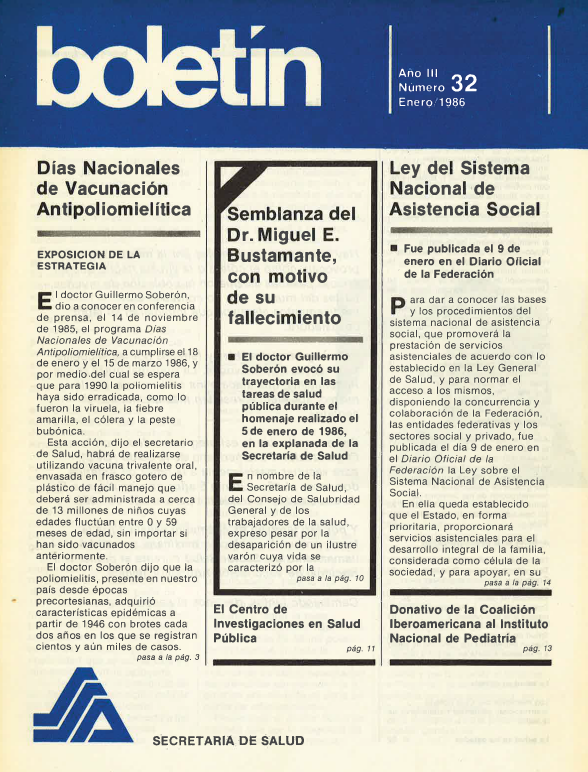 boletín
Año III
Número 32
Enero/1986
Días Nacionales
de Vacunación
Antipoliomielítica
EXPOSICION DE LA
ESTRATEGIA
El doctor Guillermo Soberón,
dio a conocer en conferencia
de prensa, el 14 de noviembre
de 1985, el programa Días
Nacionales de Vacunación
Antipoliomielítica, a cumplirse el 18
de enero y el 15 de marzo 1986, y
por medio del cual se espera
que para 1990 la poliomielitis
haya sido erradicada, como lo
fueron la viruela, la fiebre
amarilla, el cólera y la peste
bubónica.
Esta acción, dijo el secretario
de Salud, habrá de realizarse
utilizando vacuna trivalente oral,
envasada en frasco gotero de
plástico de fácil manejo que
deberá ser administrada a cerca
de 13 millones de niños cuyas
edades fluctúan entre 0 y 59
meses de edad, sin importar si
han sido vacunados
anteriormente.
El doctor Soberón dijo que la
poliomielitis, presente en nuestro
país desde épocas
precortesianas, adquirió
características epidémicas a
partir de 1946 con brotes cada
dos años en los que se registran
cientos y aún miles de casos.
pasa a la pág. 3
Semblanza del
Dr. Miguel E.
Bustamante,
con motivo
de su
fallecimiento
■ El doctor Guillermo
Soberón evocó su
trayectoria en las
tareas de salud
pública durante el
homenaje realizado el
5 de enero de 1986,
en la explanada de la
Secretaría de Salud
En nombre de la
Secretaría de Salud,
del Consejo de Salubridad
General y de los
trabajadores de la salud,
expreso pesar por la
desaparición de un ilustre
varón cuya vida se
caracterizó por la
pasa a la pág. 10
El Centro de
Investigaciones en Salud
Pública
pág. 11
Ley del Sistema
Nacional de
Asistencia Social
■ Fue publicada el 9 de
enero en el Diario Oficial
de la Federación
Para dar a conocer las bases
y los procedimientos del
sistema nacional de asistencia
social, que promoverá la
prestación de servicios
asistenciales de acuerdo con lo
establecido en la Ley General
de Salud, y para normar el
acceso a los mismos,
disponiendo la concurrencia y
colaboración de la Federación,
las entidades federativas y los
sectores social y privado, fue
publicada el día 9 de enero en
el Diario Oficial de la
Federación la Ley sobre el
Sistema Nacional de Asistencia
Social.
En ella queda establecido
que el Estado, en forma
prioritaria, proporcionará
servicios asistenciales para el
desarrollo integral de la familia,
considerada como célula de la
sociedad, y para apoyar, en su
pasa a la pág. 14
Donativo de la Coalición
Iberoamericana al Instituto
Nacional de Pediatría
pág. 13
SECRETARIA DE SALUD